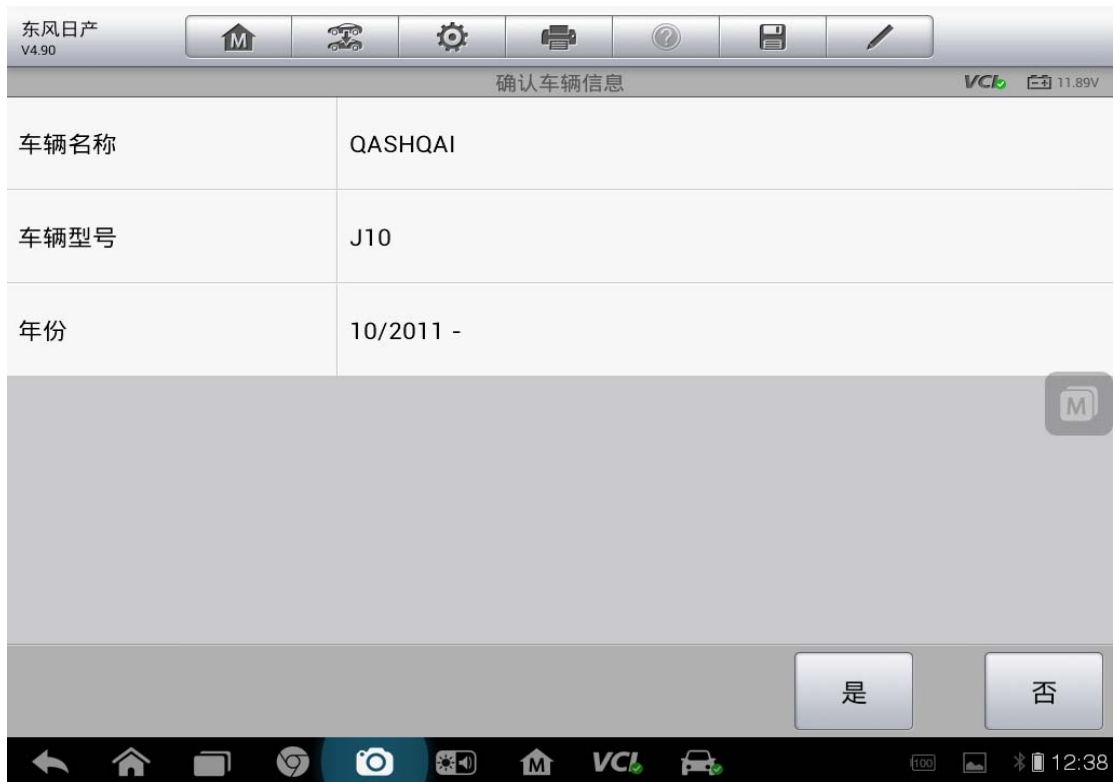 东风日产
V4.90
M
确认车辆信息
VCI 11.89V
车辆名称 QASHQAI
车辆型号 J10
年份 10/2011 -
M
是 否
M VCI 100 12:38